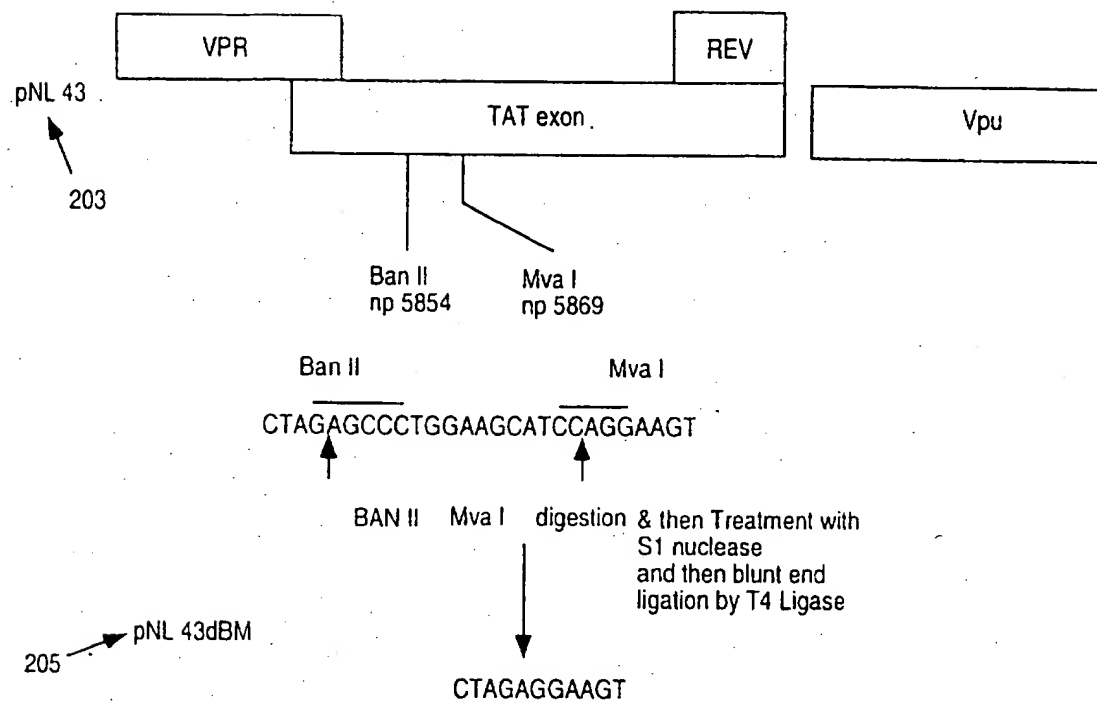 VPR
REV
pNL 43
TAT exon
Vpu
203
Ban II
np 5854
Mva I
np 5869
Ban II
Mva I
CTAGAGCCCTGGAAGCATCCAGGAAGT
BAN II Mva I digestion & then Treatment with
S1 nuclease
and then blunt end
ligation by T4 Ligase
pNL 43dBM
205
CTAGAGGAAGT